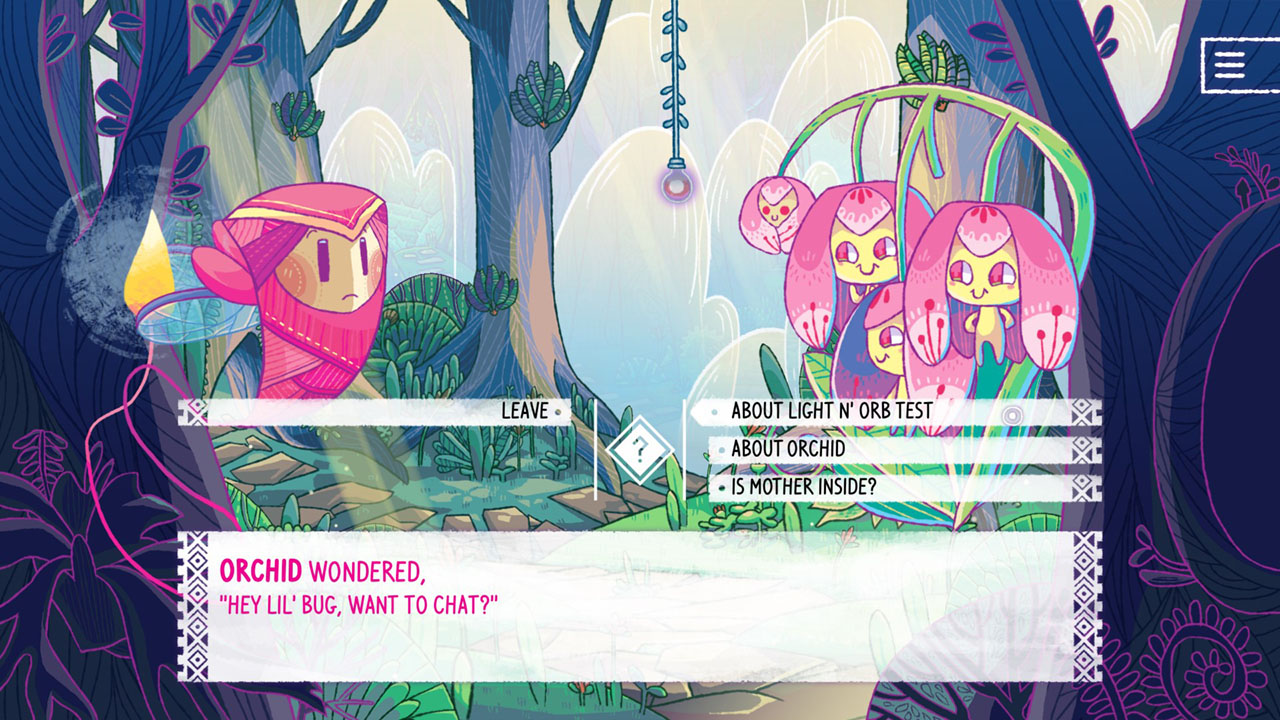 LEAVE
ABOUT LIGHT N' ORB TEST
ABOUT ORCHID
IS MOTHER INSIDE?
?
ORCHID WONDERED,
"HEY LIL' BUG, WANT TO CHAT?"